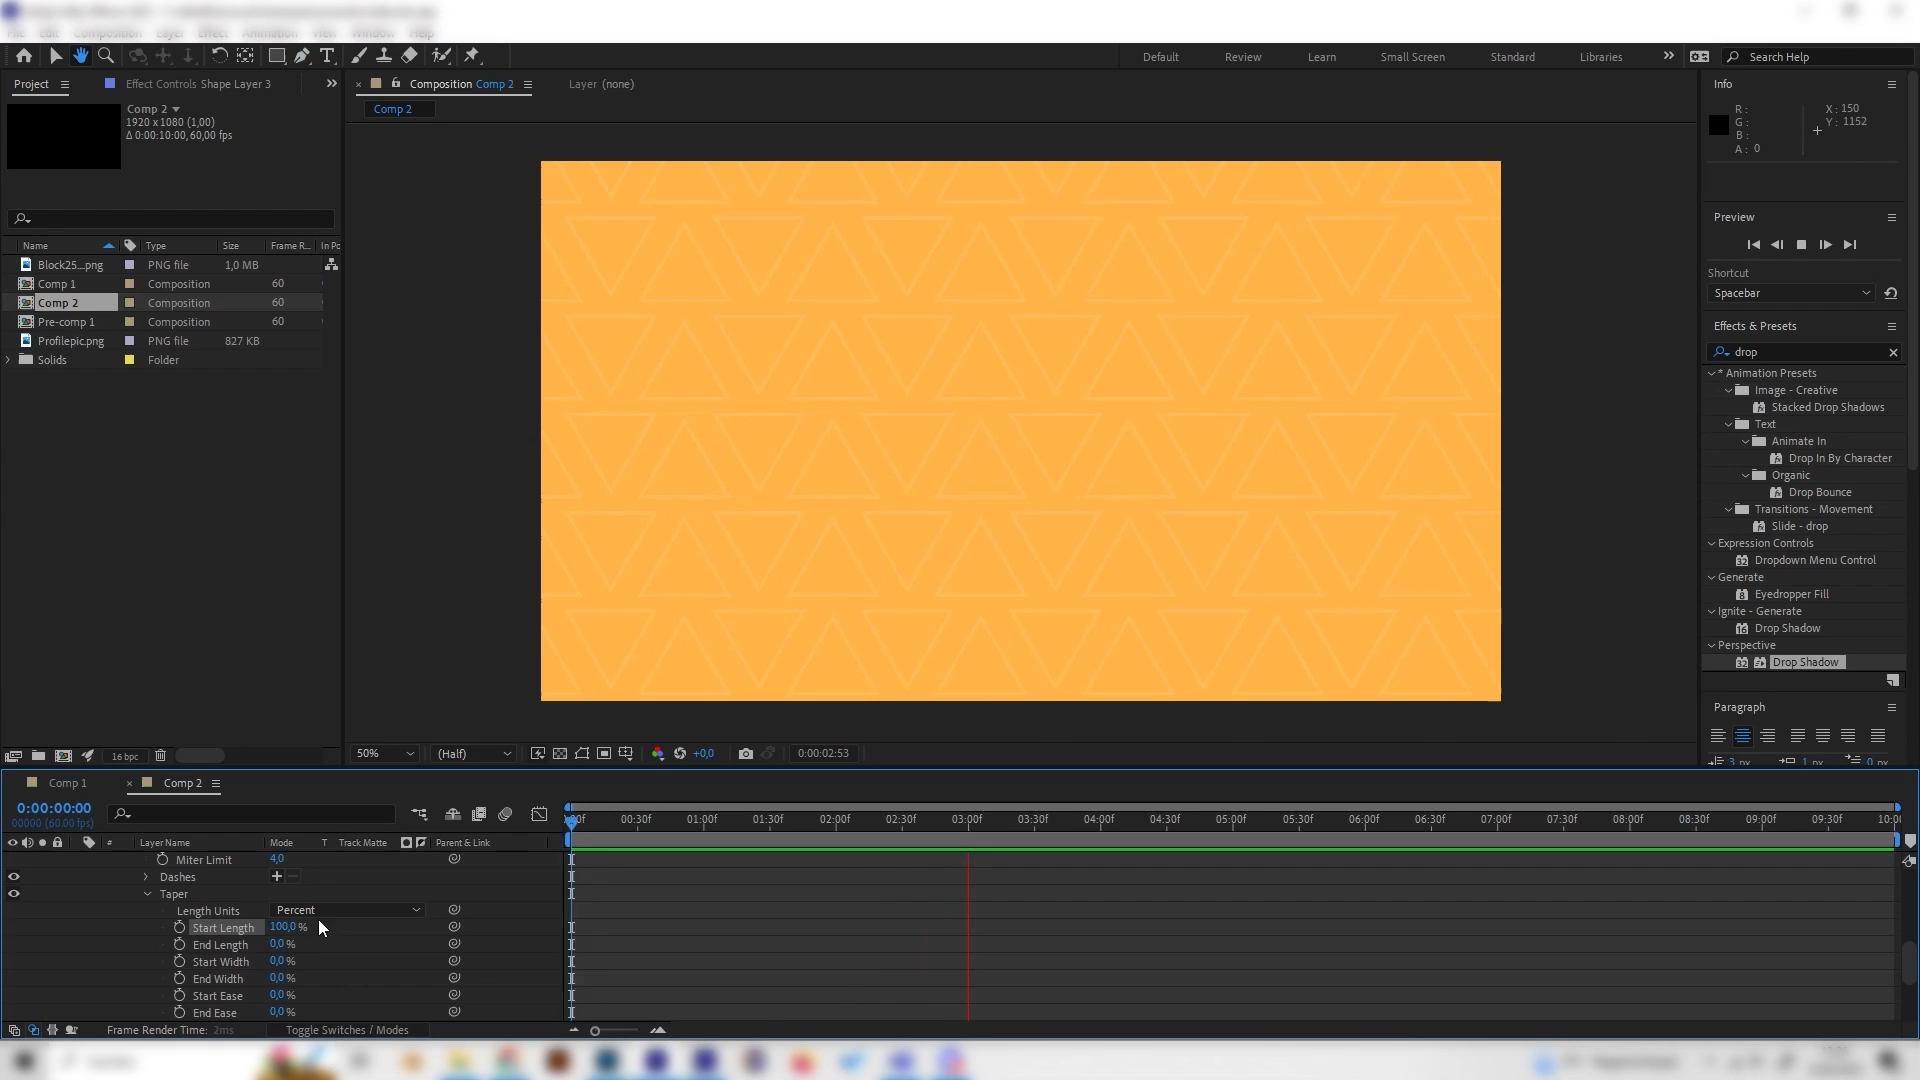 Default
Review
Learn
Small Screen
Standard
Libraries
Search Help
Project
Effect Controls Shape Layer 3
Composition Comp 2
Layer (none)
Info
Comp 2
1920 x 1080 (1,00)
Δ 0:00:10:00, 60,00 fps
Comp 2
R :
G :
B :
A : 0
X : 150
Y : 1152
Preview
Shortcut
Spacebar
Effects & Presets
drop
* Animation Presets
Image - Creative
Stacked Drop Shadows
Text
Animate In
Drop In By Character
Organic
Drop Bounce
Transitions - Movement
Slide - drop
Expression Controls
Dropdown Menu Control
Generate
Eyedropper Fill
Ignite - Generate
Drop Shadow
Perspective
Drop Shadow
Paragraph
3 px
1 px
0 px
Name
Type
Size
Frame R...
In Po
Block25....png PNG file 1,0 MB
Comp 1 Composition 60
Comp 2 Composition 60
Pre-comp 1 Composition 60
Profilepic.png PNG file 827 KB
Solids Folder
16 bpc
50%
(Half)
+0,0
0:00:02:53
Comp 1
Comp 2
0:00:00:00
00000 (60.00 fps)
00:30f 01:00f 01:30f 02:00f 02:30f 03:00f 03:30f 04:00f 04:30f 05:00f 05:30f 06:00f 06:30f 07:00f 07:30f 08:00f 08:30f 09:00f 09:30f
# Layer Name Mode T Track Matte Parent & Link
Miter Limit 4,0
Dashes
Taper
Length Units Percent
Start Length 100,0 %
End Length 0,0 %
Start Width 0,0 %
End Width 0,0 %
Start Ease 0,0 %
End Ease 0,0 %
Frame Render Time: 2ms
Toggle Switches / Modes